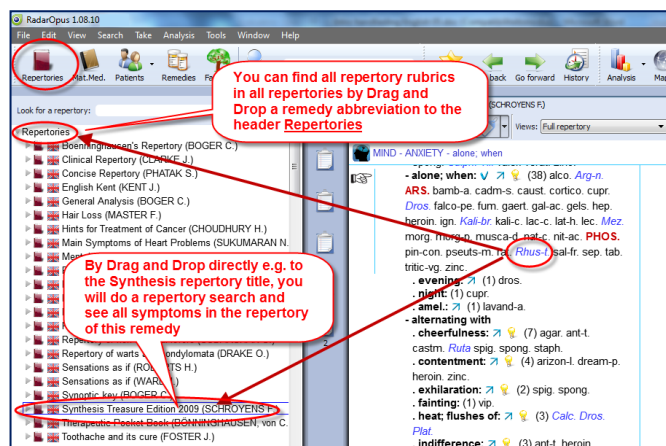 RadarOpus 1.08.10
File Edit View Search Take Analysis Tools Window Help
Repertories Mat.Med. Patients Remedies back Go forward History Analysis
You can find all repertory rubrics
in all repertories by Drag and
Drop a remedy abbreviation to the
header Repertories
Look for a repertory:
SCHROYENS F.)
Views: Full repertory
Repertories
Boenninghausen's Repertory (BOGER C.)
Clinical Repertory (CLARKE J.)
Concise Repertory (PHATAK S.)
English Kent (KENT J.)
General Analysis (BOGER C.)
Hair Loss (MASTER F.)
Hints for Treatment of Cancer (CHOUDHURY H.)
Main Symptoms of Heart Problems (SUKUMARAN N.
By Drag and Drop directly e.g. to
the Synthesis repertory title, you
will do a repertory search and
see all symptoms in the repertory
of this remedy
Repertory of warts condylomata (DRAKE O.)
Sensations as if (ROBERTS H.)
Sensations as if (WARD
Synoptic key (BOGER C.)
Synthesis Treasure Edition 2009 (SCHROYENS F.)
Therapeutic Pocket Book (BÖNNINGHAUSEN, von C.
Toothache and its cure (FOSTER J.)
2
MIND - ANXIETY - alone; when
- alone; when: (38) alco. Arg-n.
ARS. bamb-a. cadm-s. caust. cortico. cupr.
Dros. falco-pe. fum. gaert. gal-ac. gels. hep.
heroin. ign. Kali-br. kali-c. lac-c. lat-h. lec. Mez.
morg. morg-p. musca-d. nat-c. nit-ac. PHOS.
pin-con. pseuts-m. rat. Rhus-t. sal-fr. sep. tab.
tritic-vg. zinc.
. evening: (1) dros.
. night: (1) cupr.
. amel.: (1) lavand-a.
- alternating with
. cheerfulness: (7) agar. ant-t.
castm. Ruta spig. spong. staph.
. contentment: (4) arizon-l. dream-p.
heroin. zinc.
. exhilaration: (2) spig. spong.
. fainting: (1) vip.
. heat; flushes of: (3) Calc. Dros.
Plat.
. indifference: (3) ant-t. heroin.